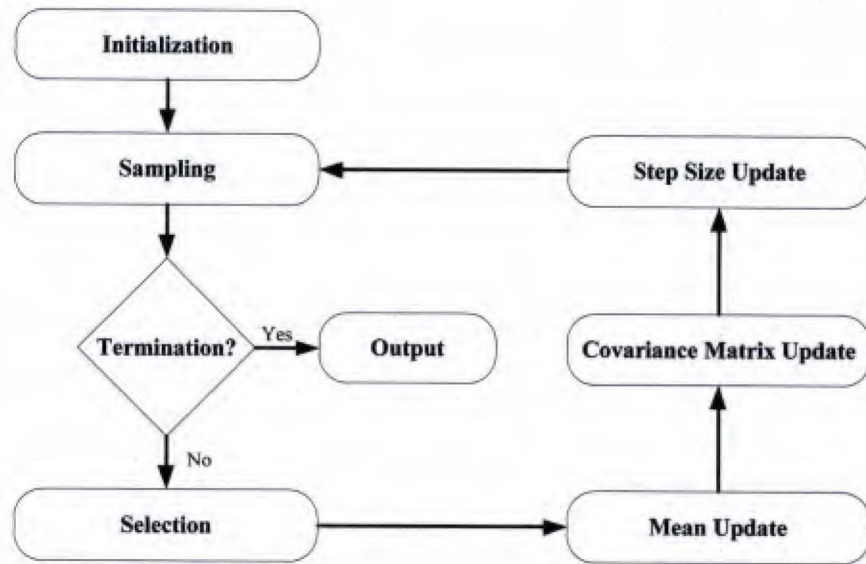 Initialization
Sampling
Step Size Update
Termination?
Yes
Output
Covariance Matrix Update
No
Selection
Mean Update